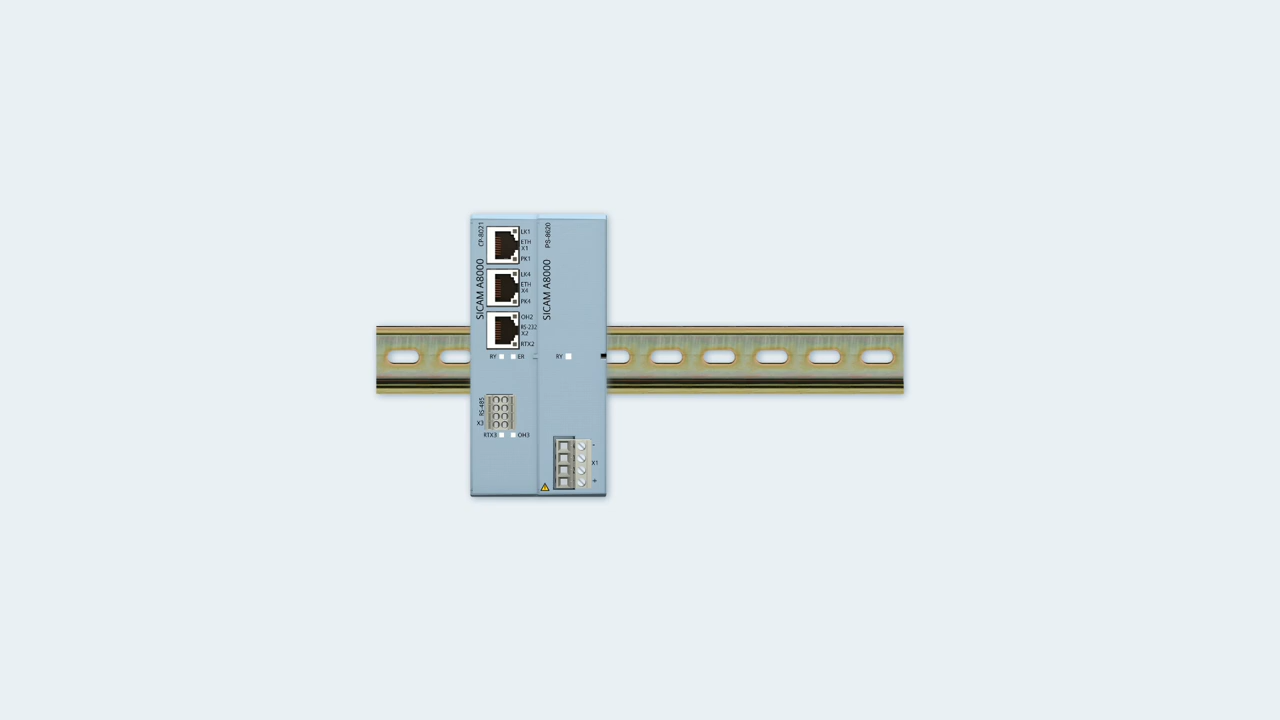 CP-8021
SICAM A8000
LK1
ETH
X1
PK1
LK4
ETH
X4
PK4
OH2
RS-232
X2
RTX2
RY
ER
RS-485
X3
RTX3
OH3
PS-8620
SICAM A8000
RY
-
X1
+